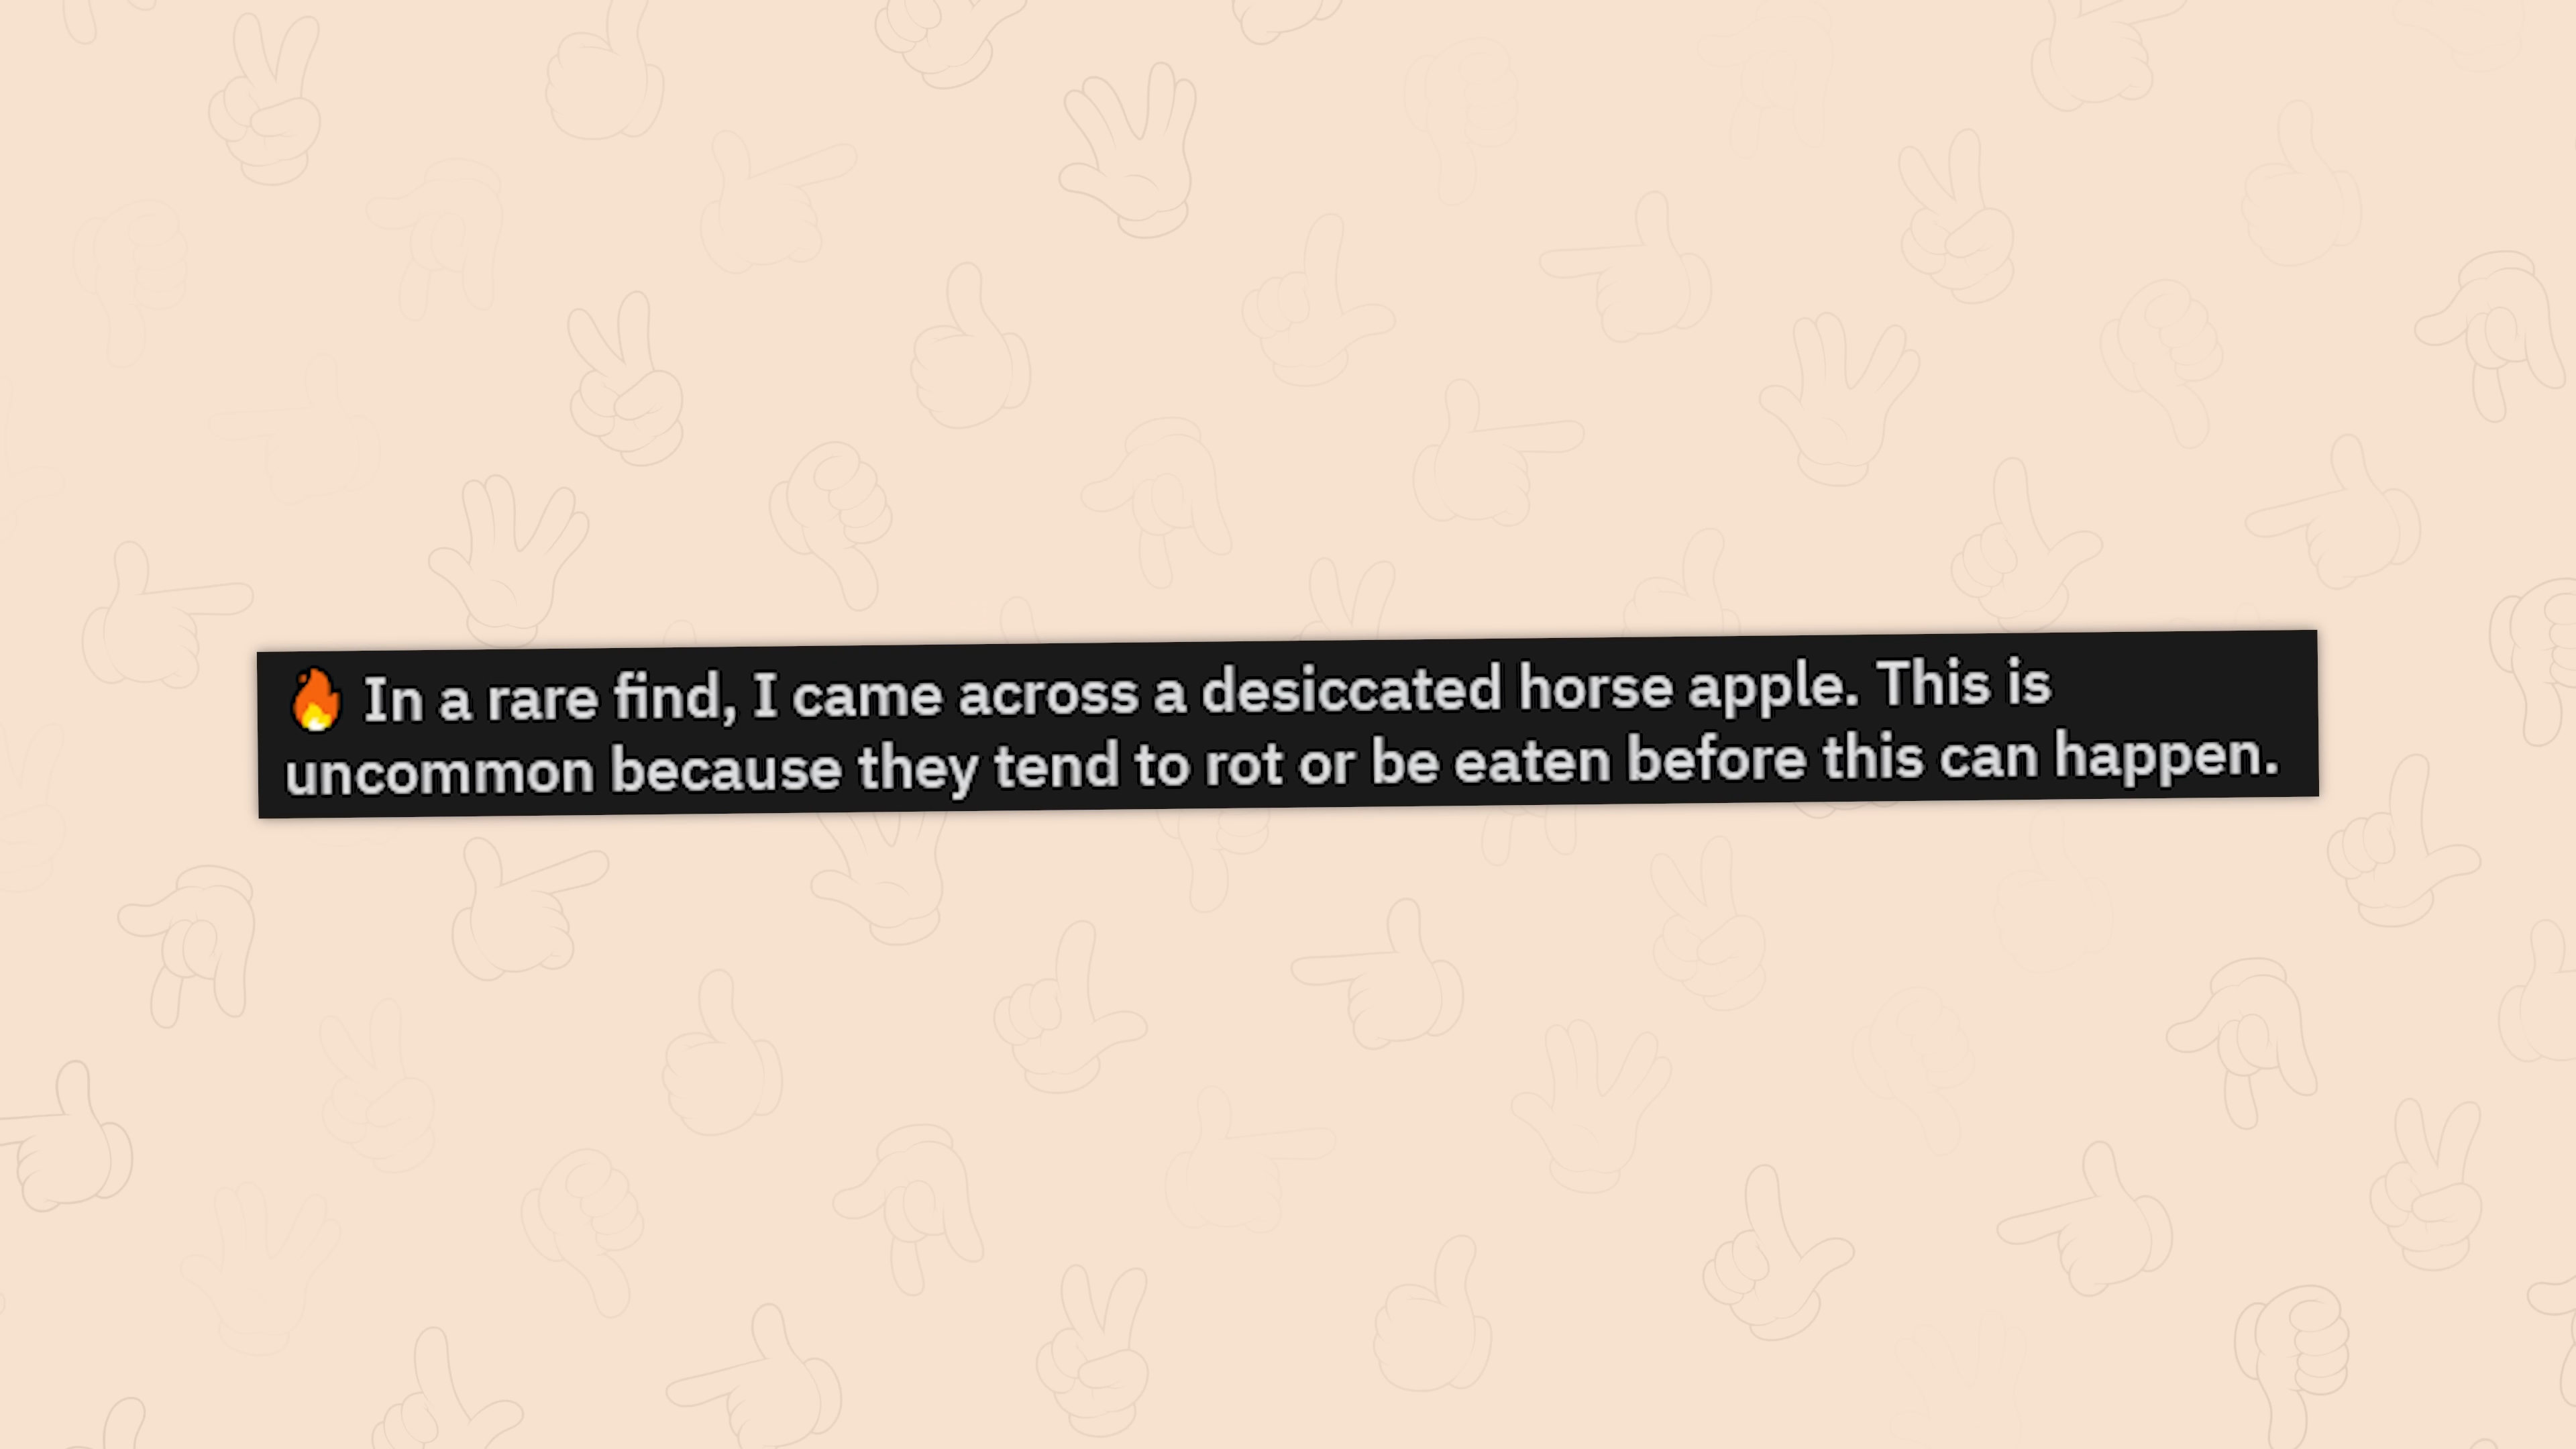 🔥 In a rare find, I came across a desiccated horse apple. This is
uncommon because they tend to rot or be eaten before this can happen.